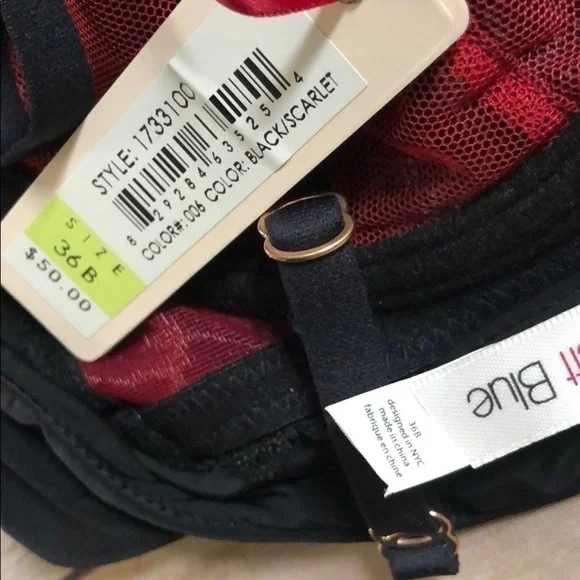 STYLE: 1733100
8 29284 63525 4
COLOR#: 006 COLOR: BLACK/SCARLET
SIZE
36B
$50.00
Blue
36B
designed in NYC
made in china
fabrique en chine